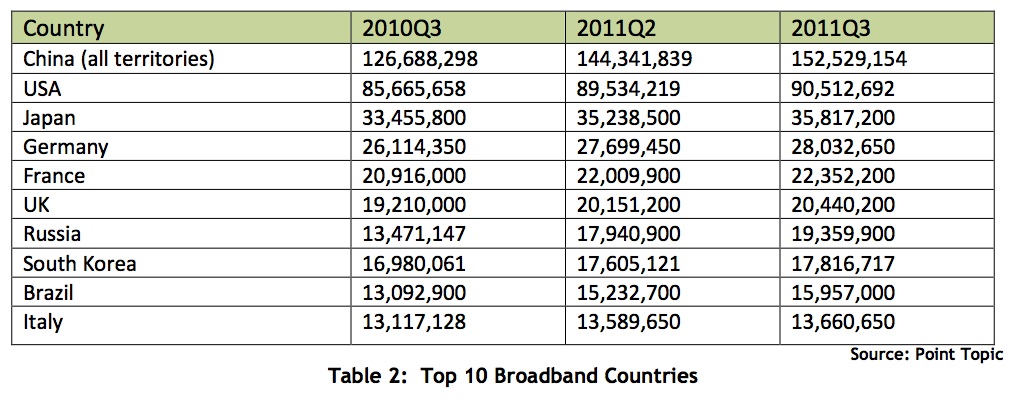 Country 2010Q3 2011Q2 2011Q3
China (all territories) 126,688,298 144,341,839 152,529,154
USA 85,665,658 89,534,219 90,512,692
Japan 33,455,800 35,238,500 35,817,200
Germany 26,114,350 27,699,450 28,032,650
France 20,916,000 22,009,900 22,352,200
UK 19,210,000 20,151,200 20,440,200
Russia 13,471,147 17,940,900 19,359,900
South Korea 16,980,061 17,605,121 17,816,717
Brazil 13,092,900 15,232,700 15,957,000
Italy 13,117,128 13,589,650 13,660,650
Source: Point Topic
Table 2: Top 10 Broadband Countries